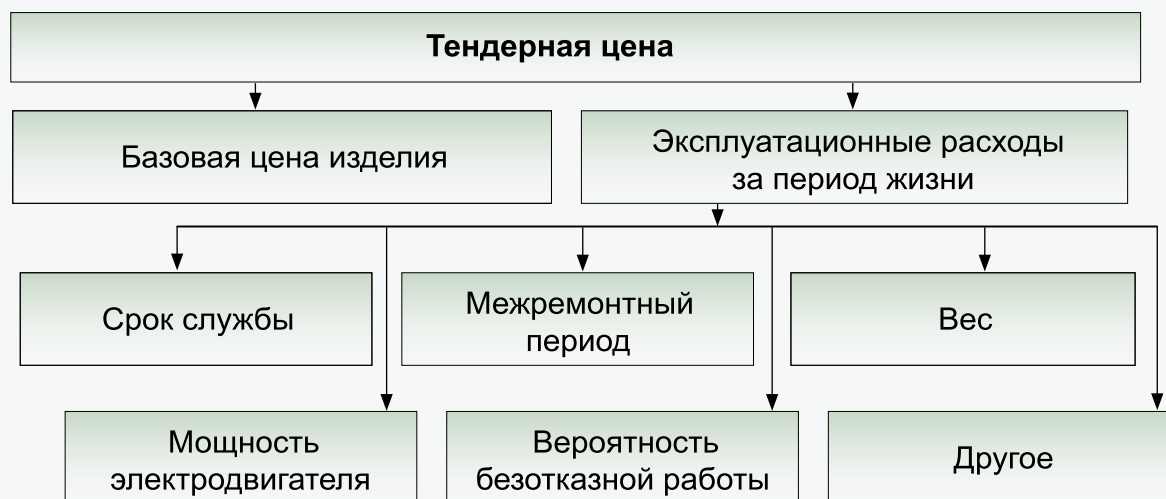 Тендерная цена
Базовая цена изделия
Эксплуатационные расходы
за период жизни
Срок службы
Межремонтный
период
Вес
Мощность
электродвигателя
Вероятность
безотказной работы
Другое